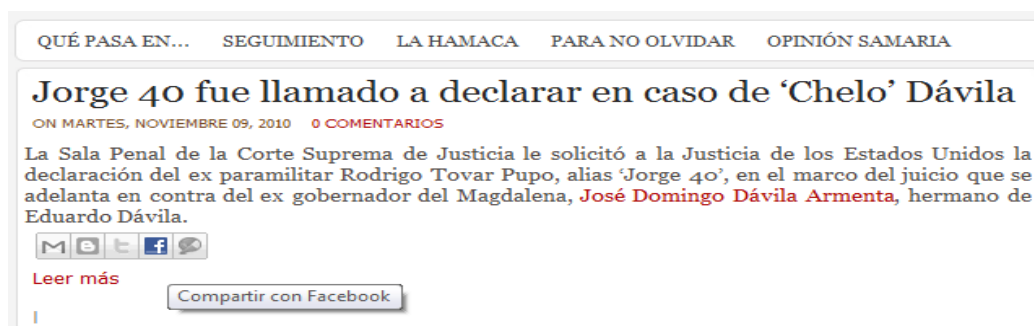 QUÉ PASA EN... SEGUIMIENTO LA HAMACA PARA NO OLVIDAR OPINIÓN SAMARIA
Jorge 40 fue llamado a declarar en caso de ‘Chelo’ Dávila
ON MARTES, NOVIEMBRE 09, 2010 0 COMENTARIOS
La Sala Penal de la Corte Suprema de Justicia le solicitó a la Justicia de los Estados Unidos la
declaración del ex paramilitar Rodrigo Tovar Pupo, alias ‘Jorge 40’, en el marco del juicio que se
adelanta en contra del ex gobernador del Magdalena, José Domingo Dávila Armenta, hermano de
Eduardo Dávila.
Leer más
Compartir con Facebook